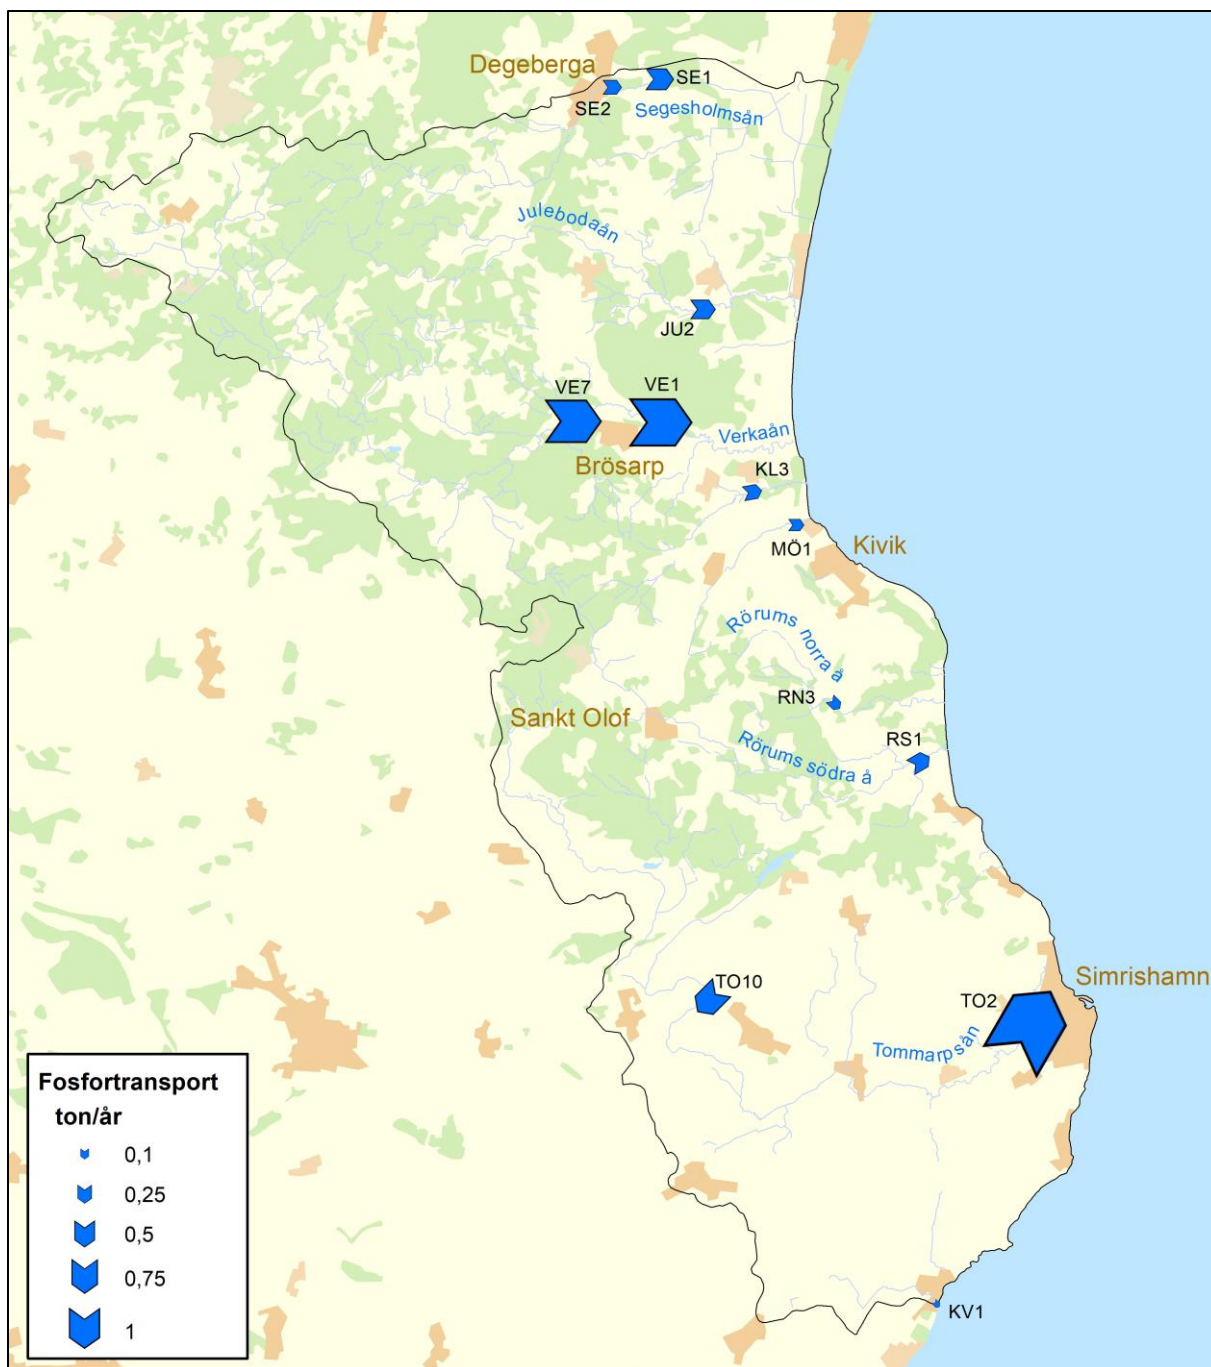 Degeberga
SE1
SE2
Segesholmsån
Julebodaån
JU2
VE7
VE1
Verkaån
Brösarp
KL3
MÖ1
Kivik
Rörums norra å
RN3
Sankt Olof
RS1
Rörums södra å
TO10
Simrishamn
TO2
Tommarpsån
Fosfortransport
ton/år
0,1
0,25
0,5
0,75
1
KV1